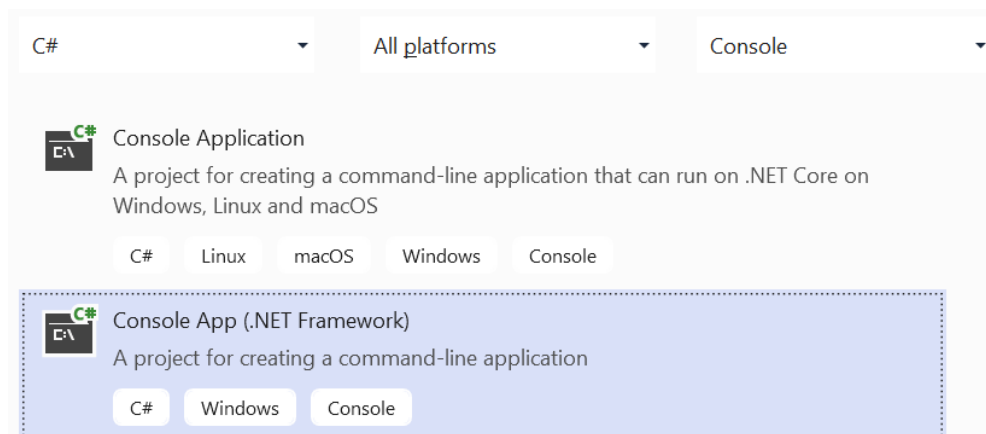 C#
All platforms
Console
C#
C:\
Console Application
A project for creating a command-line application that can run on .NET Core on
Windows, Linux and macOS
C#
Linux
macOS
Windows
Console
C#
C:\
Console App (.NET Framework)
A project for creating a command-line application
C#
Windows
Console